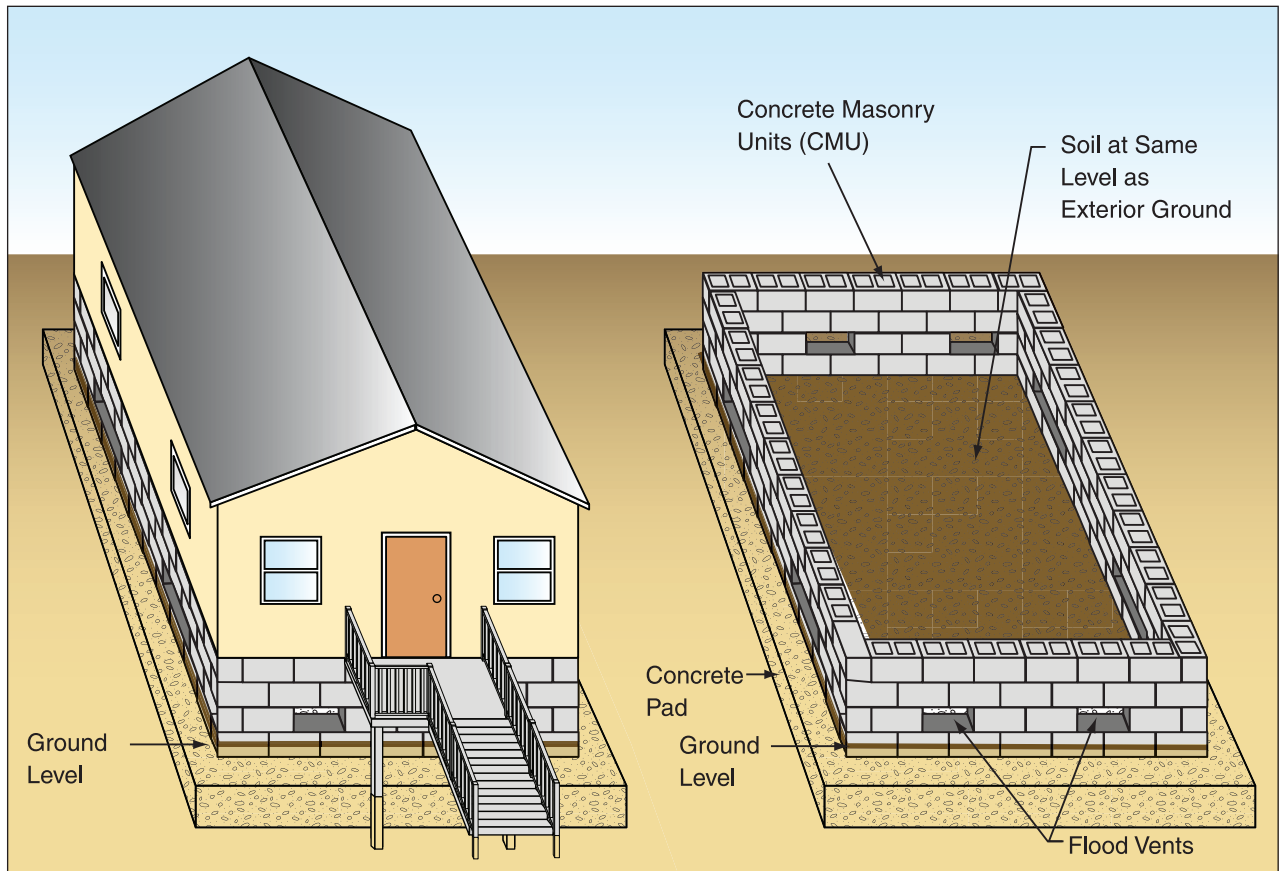 Concrete Masonry
Units (CMU)
Soil at Same
Level as
Exterior Ground
Concrete
Pad
Ground
Level
Ground
Level
Flood Vents